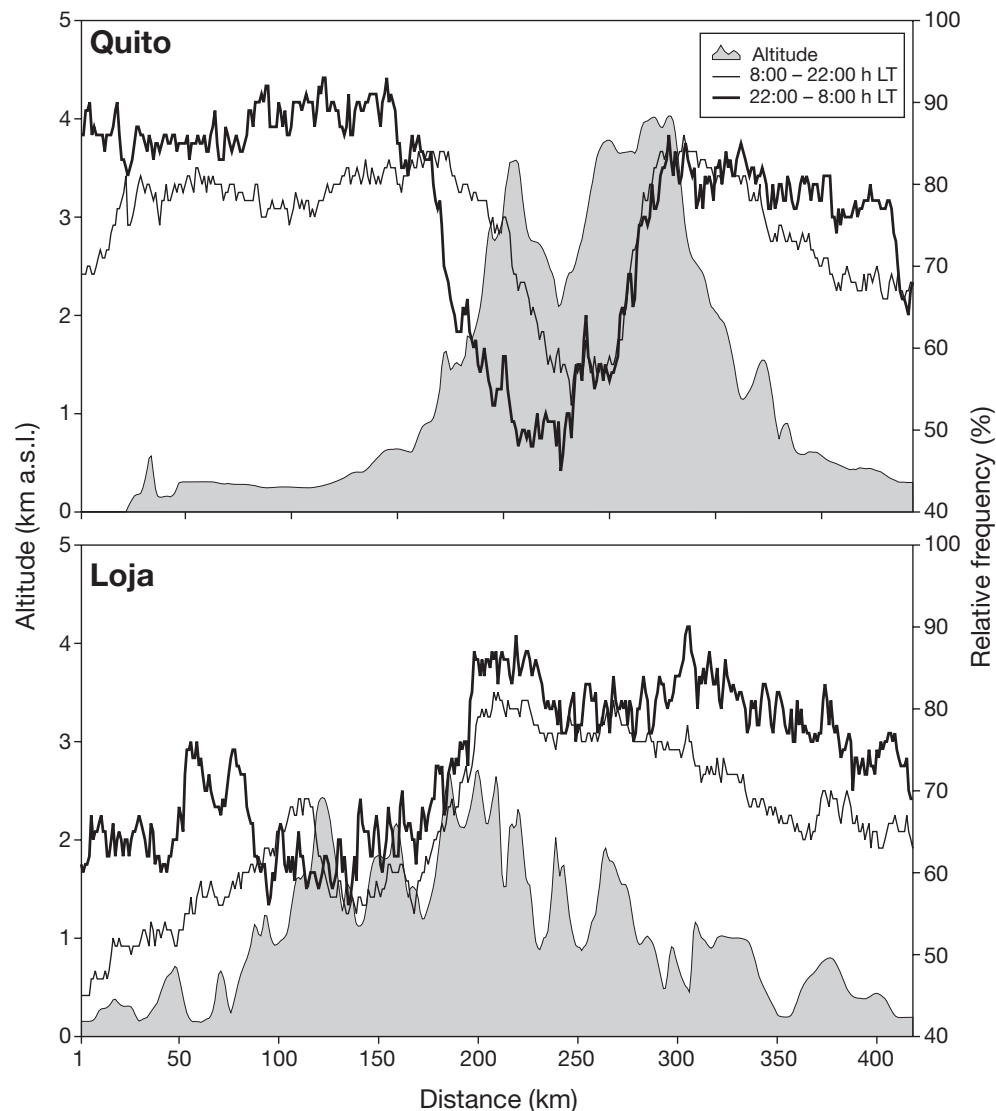 Quito
Altitude
8:00 – 22:00 h LT
22:00 – 8:00 h LT
5
4
3
2
1
0
100
90
80
70
60
50
40
Altitude (km a.s.l.)
Relative frequency (%)
Loja
5
4
3
2
1
0
100
90
80
70
60
50
40
1 50 100 150 200 250 300 350 400
Distance (km)